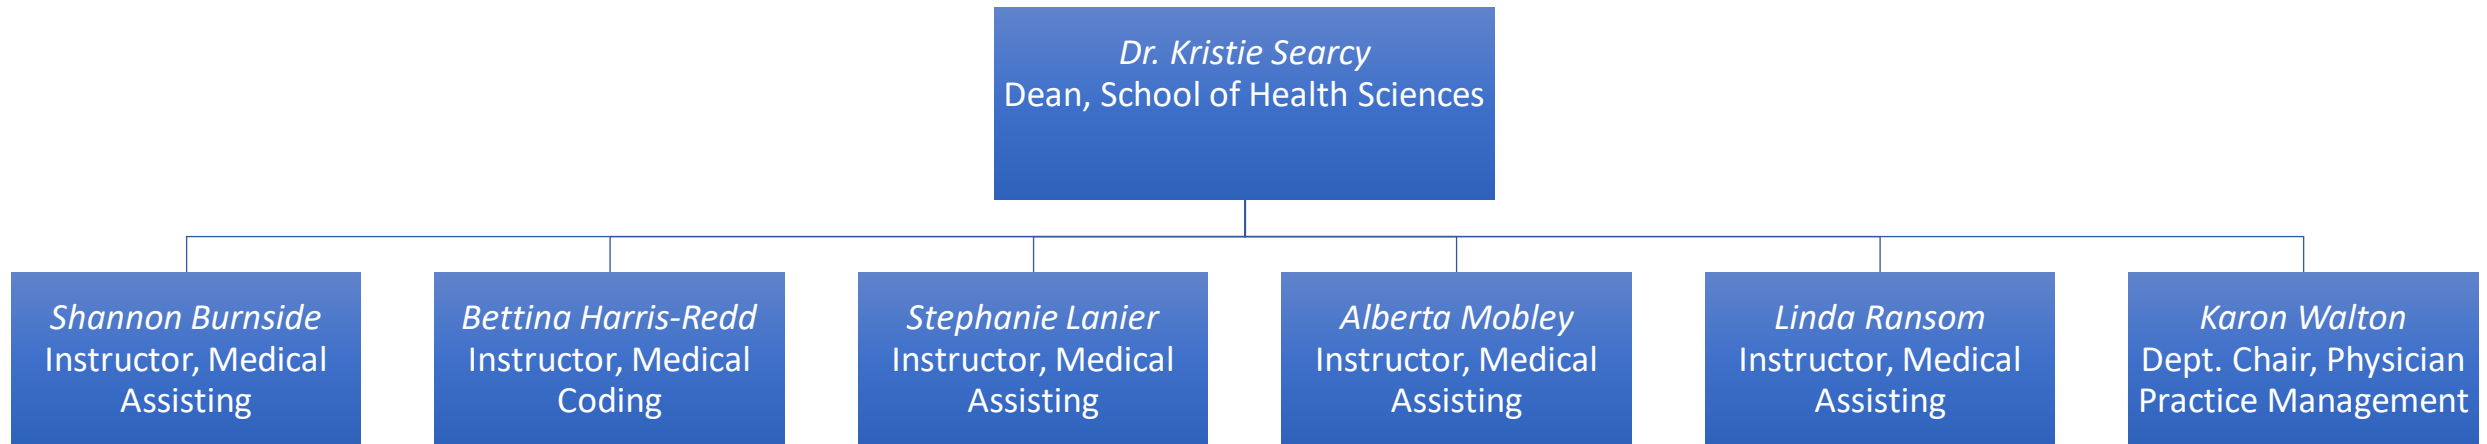 Dr. Kristie Searcy
Dean, School of Health Sciences
Shannon Burnside
Instructor, Medical
Assisting
Bettina Harris-Redd
Instructor, Medical
Coding
Stephanie Lanier
Instructor, Medical
Assisting
Alberta Mobley
Instructor, Medical
Assisting
Linda Ransom
Instructor, Medical
Assisting
Karon Walton
Dept. Chair, Physician
Practice Management